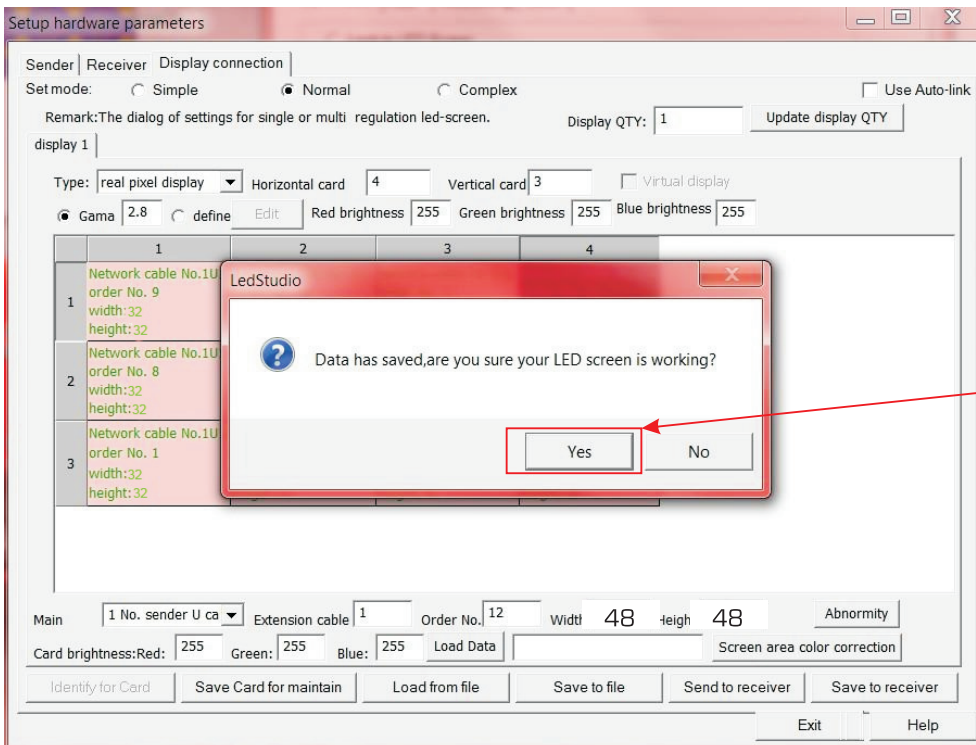 Setup hardware parameters
Sender Receiver Display connection
Set mode: Simple Normal Complex Use Auto-link
Remark:The dialog of settings for single or multi regulation led-screen. Display QTY: 1 Update display QTY
display 1
Type: real pixel display Horizontal card 4 Vertical card 3 Virtual display
Gama 2.8 define Edit Red brightness 255 Green brightness 255 Blue brightness 255
1 2 3 4
1
Network cable No.1U
order No. 9
width:32
height:32
2
Network cable No.1U
order No. 8
width:32
height:32
3
Network cable No.1U
order No. 1
width:32
height:32
LedStudio
Data has saved,are you sure your LED screen is working?
Yes No
Main 1 No. sender U ca Extension cable 1 Order No. 12 Widt 48 Heigh 48 Abnormity
Card brightness:Red: 255 Green: 255 Blue: 255 Load Data Screen area color correction
Identify for Card Save Card for maintain Load from file Save to file Send to receiver Save to receiver
Exit Help